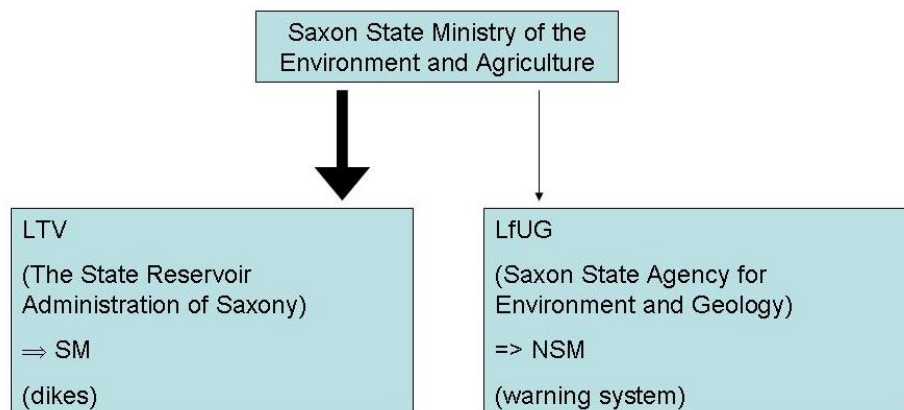 Saxon State Ministry of the
Environment and Agriculture
LTV
(The State Reservoir
Administration of Saxony)
⇒ SM
(dikes)
LfUG
(Saxon State Agency for
Environment and Geology)
=> NSM
(warning system)